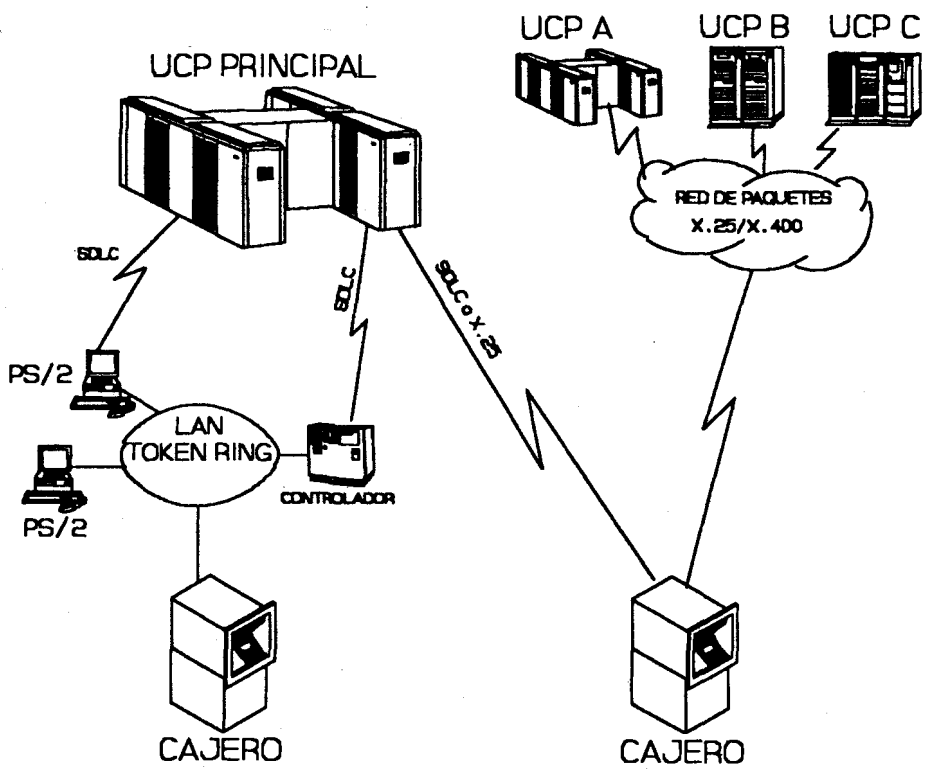 UCP A
UCP B
UCP C
UCP PRINCIPAL
RED DE PAQUETES
X.25/X.400
SDLC
SDLC
SDLC o X.25
PS/2
LAN
TOKEN RING
PS/2
CONTROLADOR
CAJERO
CAJERO